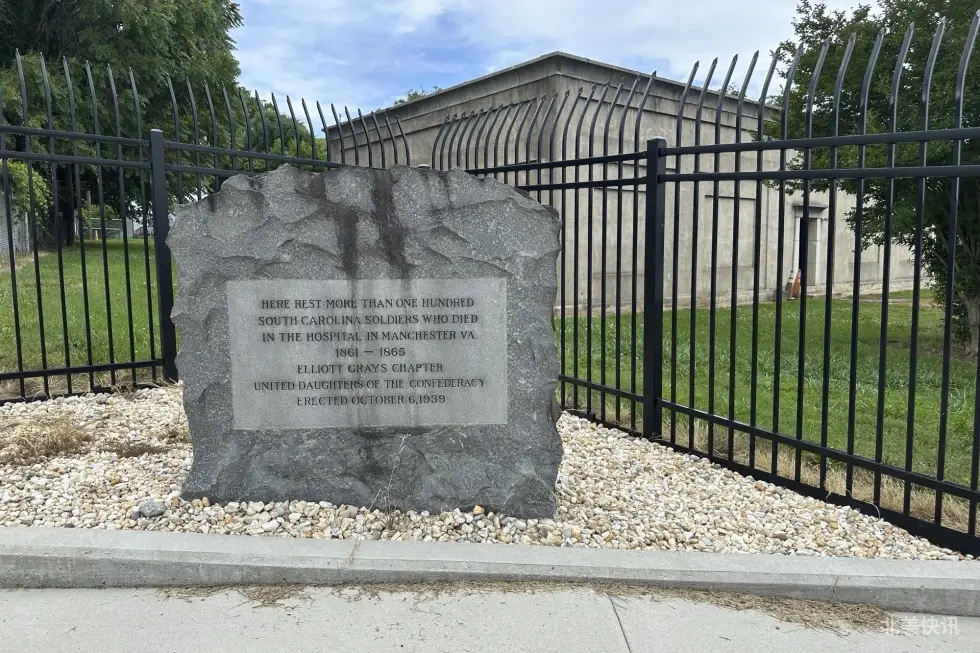 HERE REST MORE THAN ONE HUNDRED
SOUTH CAROLINA SOLDIERS WHO DIED
IN THE HOSPITAL IN MANCHESTER VA.
1861 — 1865
ELLIOTT GRAYS CHAPTER
UNITED DAUGHTERS OF THE CONFEDERACY
ERECTED OCTOBER 6,1939
北美快讯